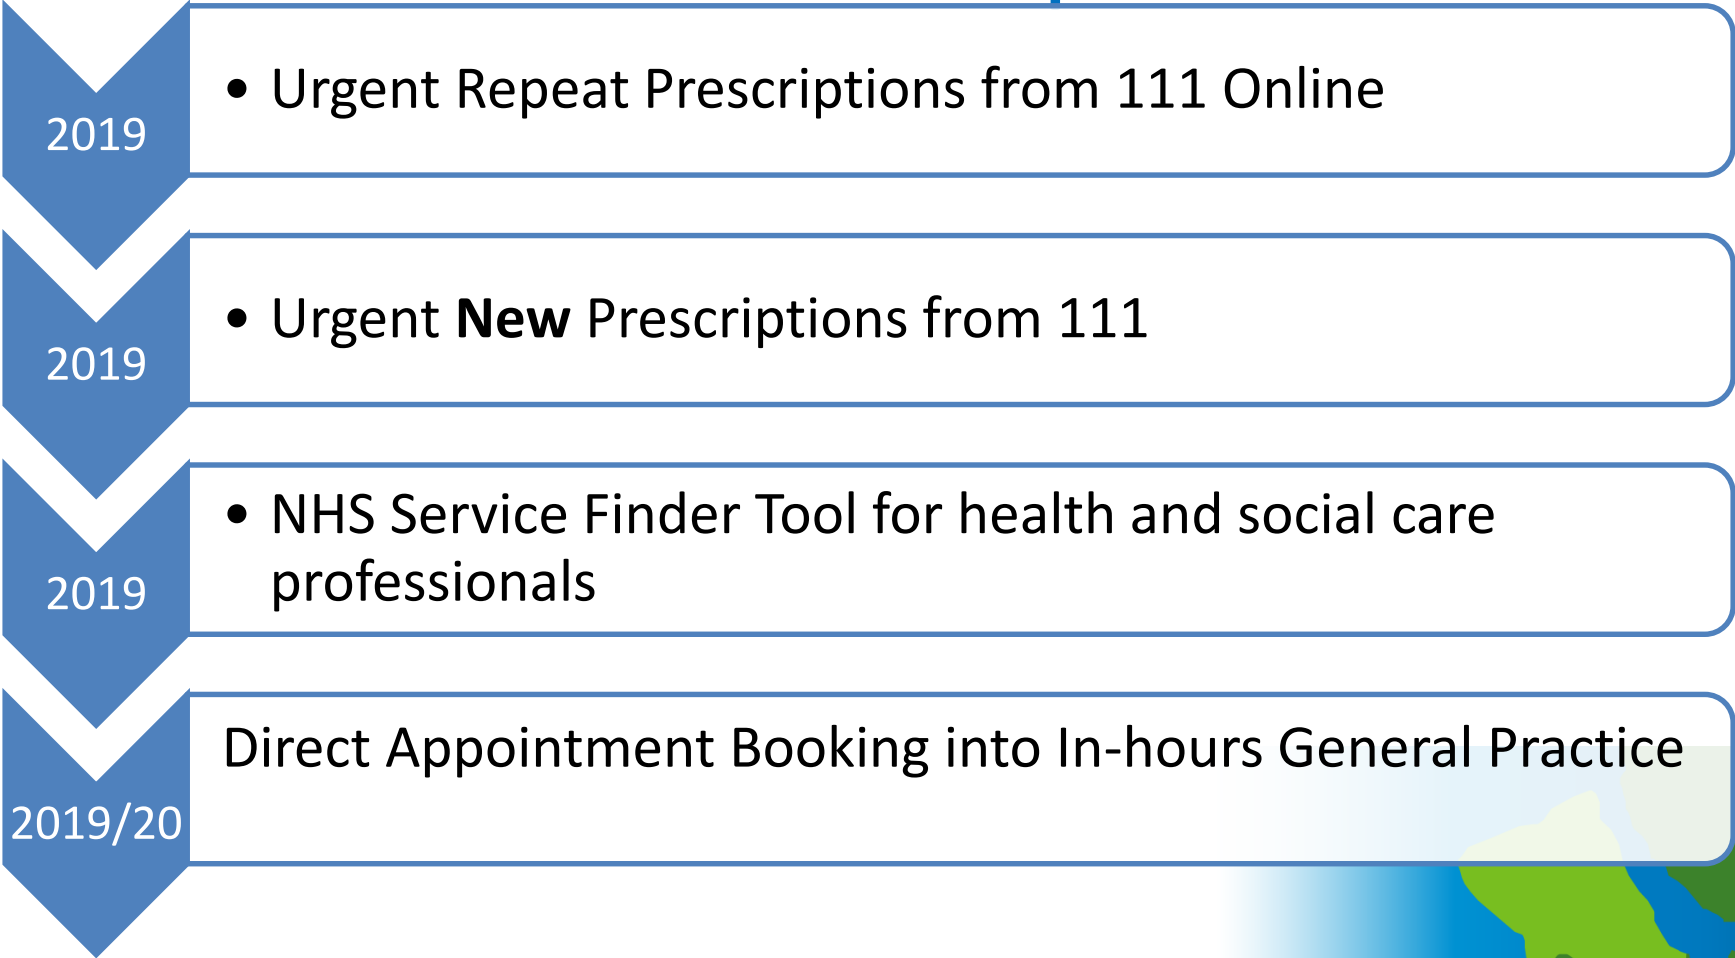 2019
• Urgent Repeat Prescriptions from 111 Online
2019
• Urgent New Prescriptions from 111
2019
• NHS Service Finder Tool for health and social care
professionals
2019/20
Direct Appointment Booking into In-hours General Practice